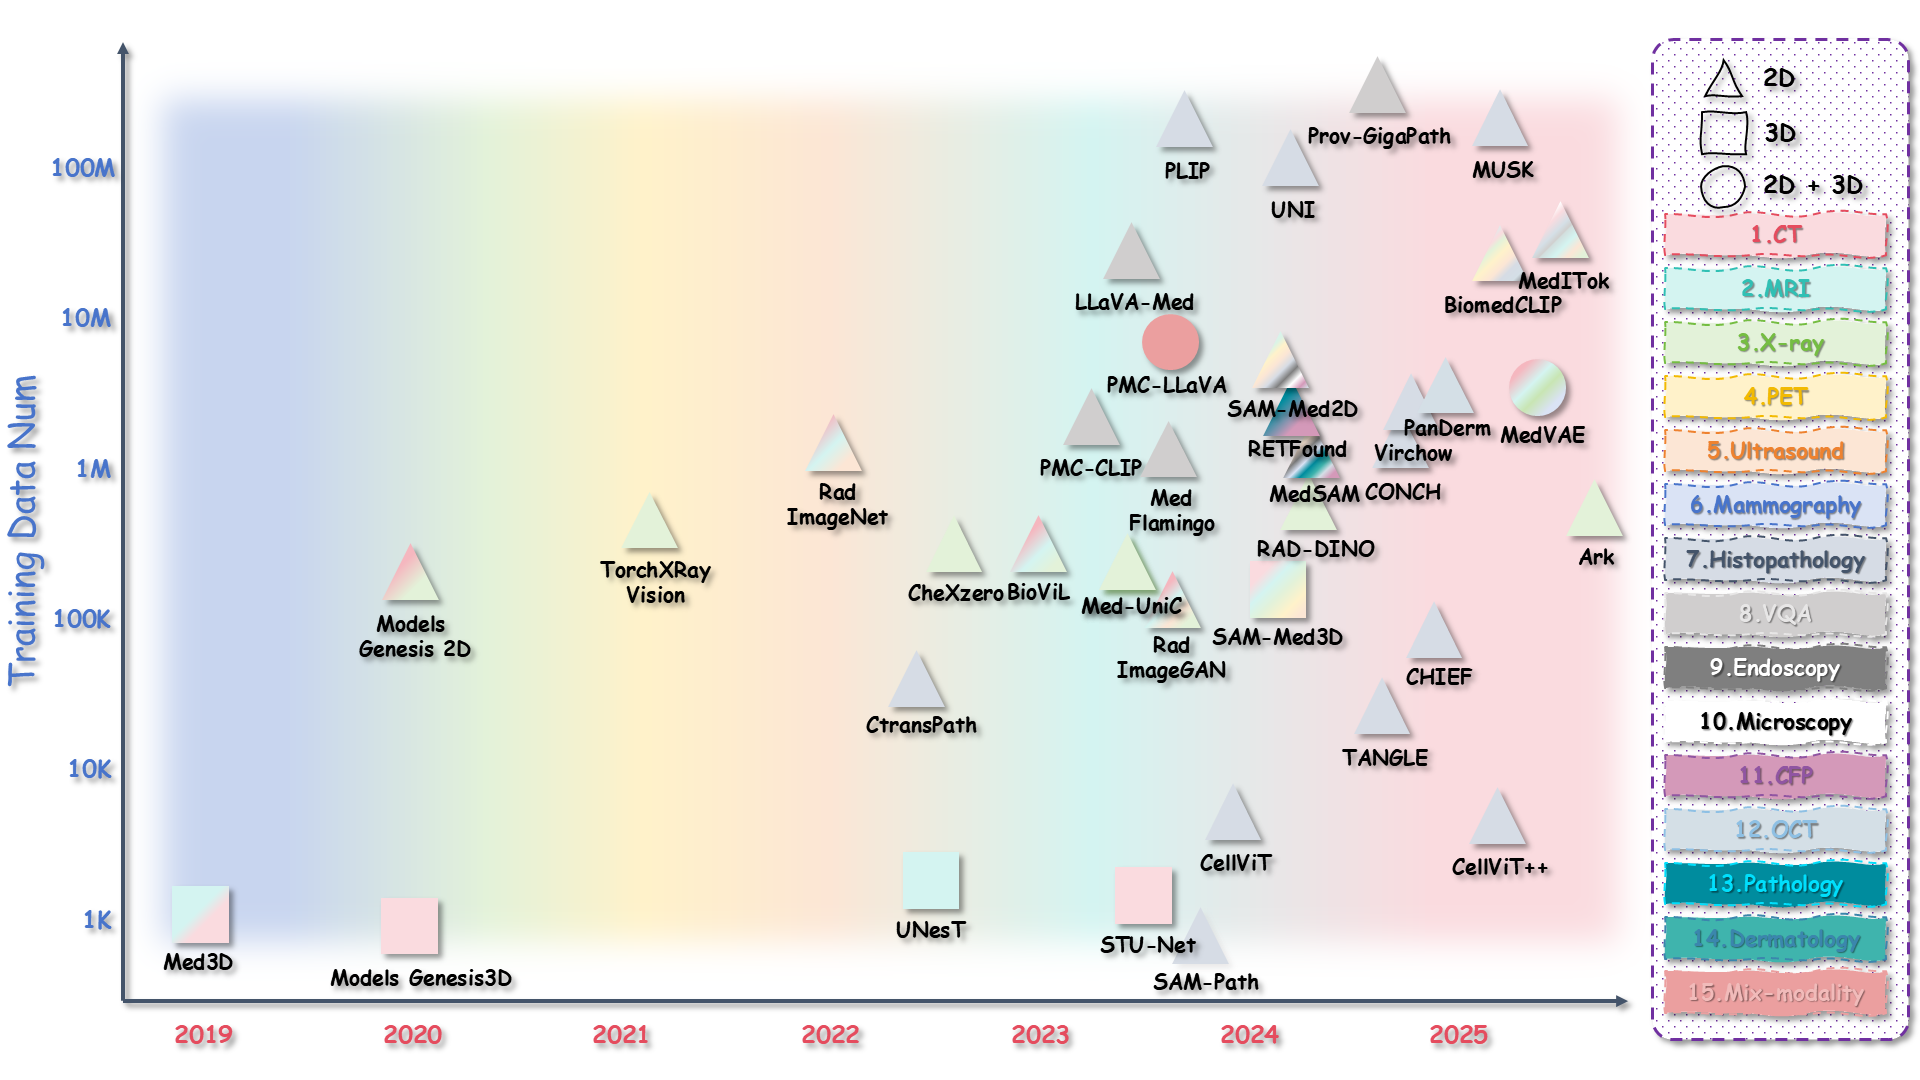 Training Data Num
100M
10M
1M
100K
10K
1K
2019
2020
2021
2022
2023
2024
2025
Med3D
Models Genesis3D
Models
Genesis 2D
TorchXRay
Vision
Rad
ImageNet
CheXzero
BioViL
CtransPath
UNesT
PLIP
LLaVA-Med
PMC-LLaVA
PMC-CLIP
Med
Flamingo
Med-UniC
Rad
ImageGAN
STU-Net
SAM-Path
CellViT
Prov-GigaPath
UNI
SAM-Med2D
RETFound
MedSAM
RAD-DINO
SAM-Med3D
CONCH
Virchow
PanDerm
CHIEF
TANGLE
MUSK
MedITok
BiomedCLIP
MedVAE
Ark
CellViT++
2D
3D
2D + 3D
1.CT
2.MRI
3.X-ray
4.PET
5.Ultrasound
6.Mammography
7.Histopathology
8.VQA
9.Endoscopy
10.Microscopy
11.CFP
12.OCT
13.Pathology
14.Dermatology
15.Mix-modality